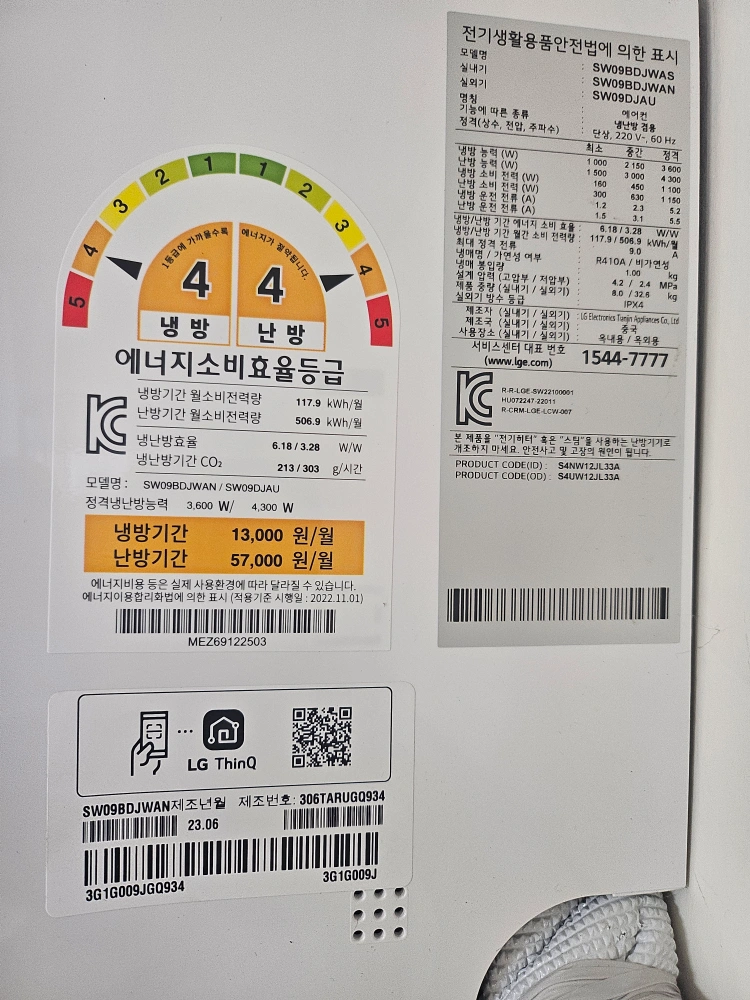 1
1
2
2
3
3
4
4
5
5
1등급에 가까울수록
에너지가 절약됩니다.
4
4
냉 방
난 방
에너지소비효율등급
냉방기간 월소비전력량 117.9 kWh/월
난방기간 월소비전력량 506.9 kWh/월
냉난방효율 6.18 / 3.28 W/W
냉난방기간 CO₂ 213 / 303 g/시간
모델명 : SW09BDJWAN / SW09DJAU
정격냉난방능력 3,600 W/ 4,300 W
냉방기간 13,000 원/월
난방기간 57,000 원/월
에너지비용 등은 실제 사용환경에 따라 달라질 수 있습니다.
에너지이용합리화법에 의한 표시 (적용기준 시행일 : 2022.11.01)
MEZ69122503
전기생활용품안전법에 의한 표시
모델명 : SW09BDJWAS
실내기 : SW09BDJWAN
실외기 : SW09DJAU
명칭 : 에어컨
기능에 따른 종류 : 냉난방 겸용
정격(상수, 전압, 주파수) : 단상, 220 V~, 60 Hz
최소 중간 정격
냉방 능력 (W) 1 000 2 150 3 600
난방 능력 (W) 1 500 3 000 4 300
냉방 소비 전력 (W) 160 450 1 100
난방 소비 전력 (W) 300 630 1 150
냉방 운전 전류 (A) 1.2 2.3 5.2
난방 운전 전류 (A) 1.5 3.1 5.5
냉방/난방 기간 에너지 소비 효율 : 6.18 / 3.28 W/W
냉방/난방 기간 월간 소비 전력량 : 117.9 / 506.9 kWh/월
최대 정격 전류 : 9.0 A
냉매명 / 가연성 여부 : R410A / 비가연성
냉매 봉입량 : 1.00 kg
설계 압력 (고압부 / 저압부) : 4.2 / 2.4 MPa
제품 중량 (실내기 / 실외기) : 8.0 / 32.6 kg
실외기 방수 등급 : IPX4
제조자 (실내기 / 실외기) : LG Electronics Tianjin Appliances Co., Ltd
제조국 (실내기 / 실외기) : 중국
사용장소 (실내기 / 실외기) : 옥내용 / 옥외용
서비스센터 대표 번호 (www.lge.com) 1544-7777
R-R-LGE-SW22100001
HU072247-22011
R-CRM-LGE-LCW-007
본 제품을 "전기히터" 혹은 "스팀"을 사용하는 난방기기로
개조하지 마세요. 안전사고 및 고장의 원인이 됩니다.
PRODUCT CODE(ID) : S4NW12JL33A
PRODUCT CODE(OD) : S4UW12JL33A
LG ThinQ
SW09BDJWAN 제조년월 제조번호: 306TARUGQ934
23.06
3G1G009JGQ934
3G1G009J